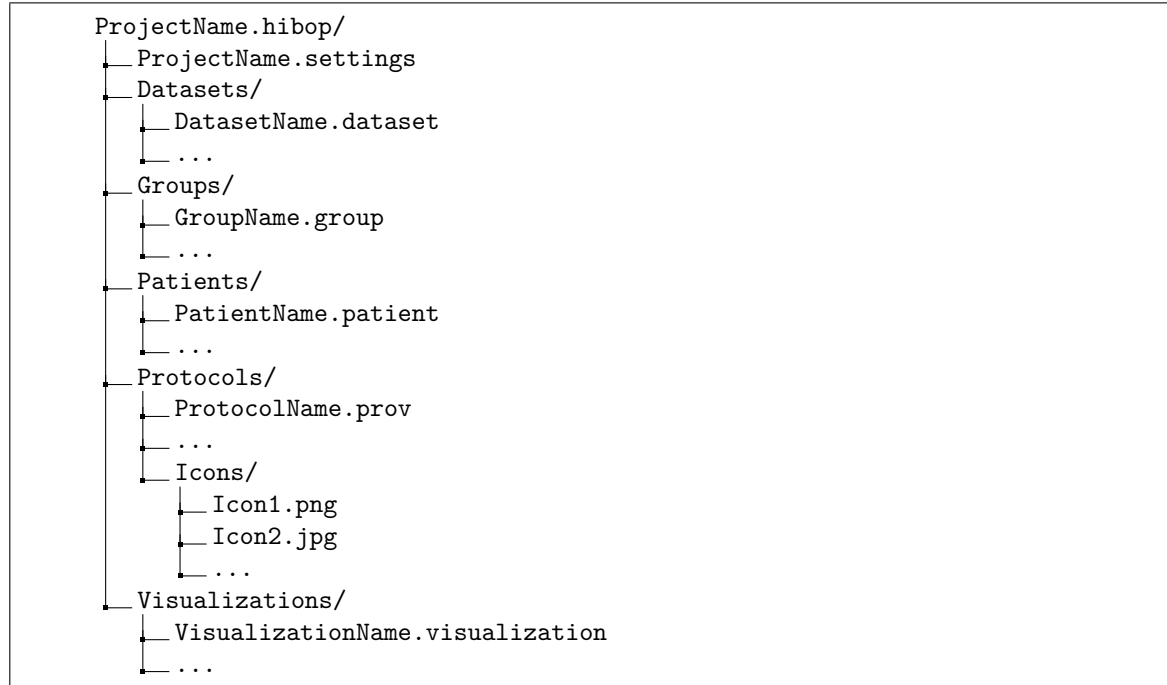 ProjectName.hibop/
ProjectName.settings
Datasets/
DatasetName.dataset
...
Groups/
GroupName.group
...
Patients/
PatientName.patient
...
Protocols/
ProtocolName.prov
...
Icons/
Icon1.png
Icon2.jpg
...
Visualizations/
VisualizationName.visualization
...